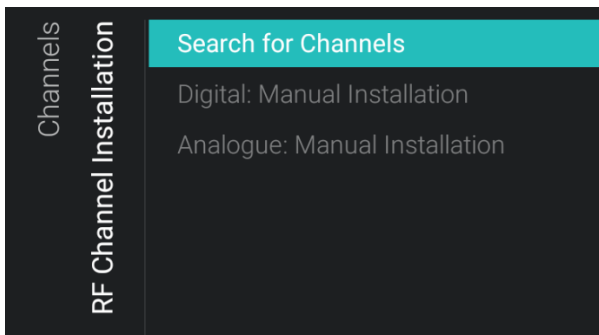 Channels
RF Channel Installation
Search for Channels
Digital: Manual Installation
Analogue: Manual Installation